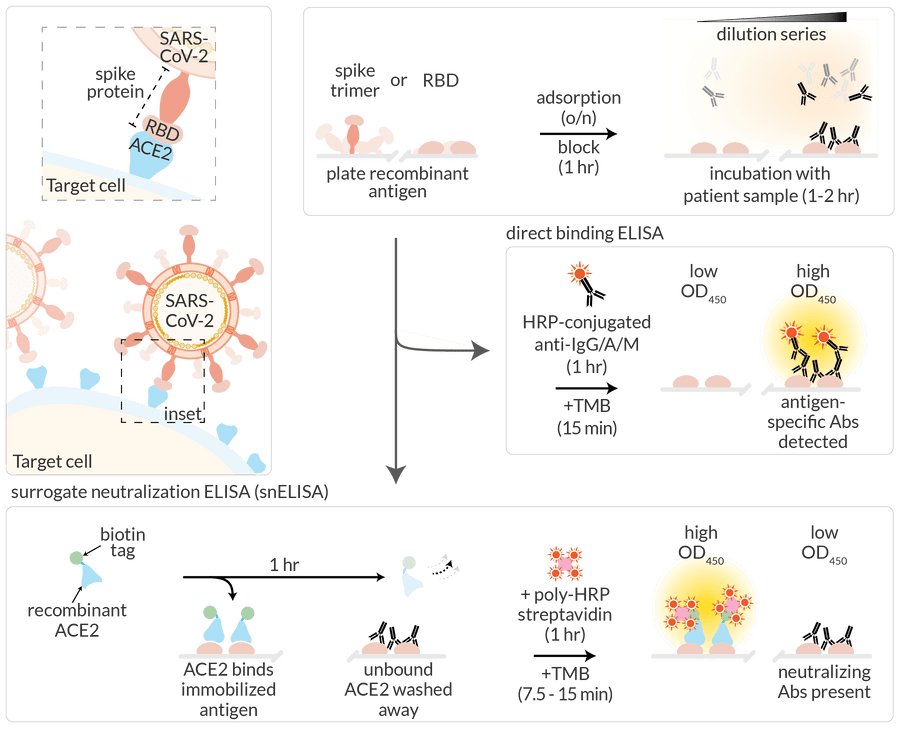 SARS-
CoV-2
spike
protein
RBD
ACE2
Target cell
SARS-
CoV-2
inset
Target cell
spike
trimer
or
RBD
plate recombinant
antigen
adsorption
(o/n)
block
(1 hr)
dilution series
incubation with
patient sample (1-2 hr)
direct binding ELISA
HRP-conjugated
anti-IgG/A/M
(1 hr)
+TMB
(15 min)
low
OD450
high
OD450
antigen-
specific Abs
detected
surrogate neutralization ELISA (snELISA)
biotin
tag
recombinant
ACE2
1 hr
ACE2 binds
immobilized
antigen
unbound
ACE2 washed
away
+ poly-HRP
streptavidin
(1 hr)
+TMB
(7.5 - 15 min)
high
OD450
low
OD450
neutralizing
Abs present